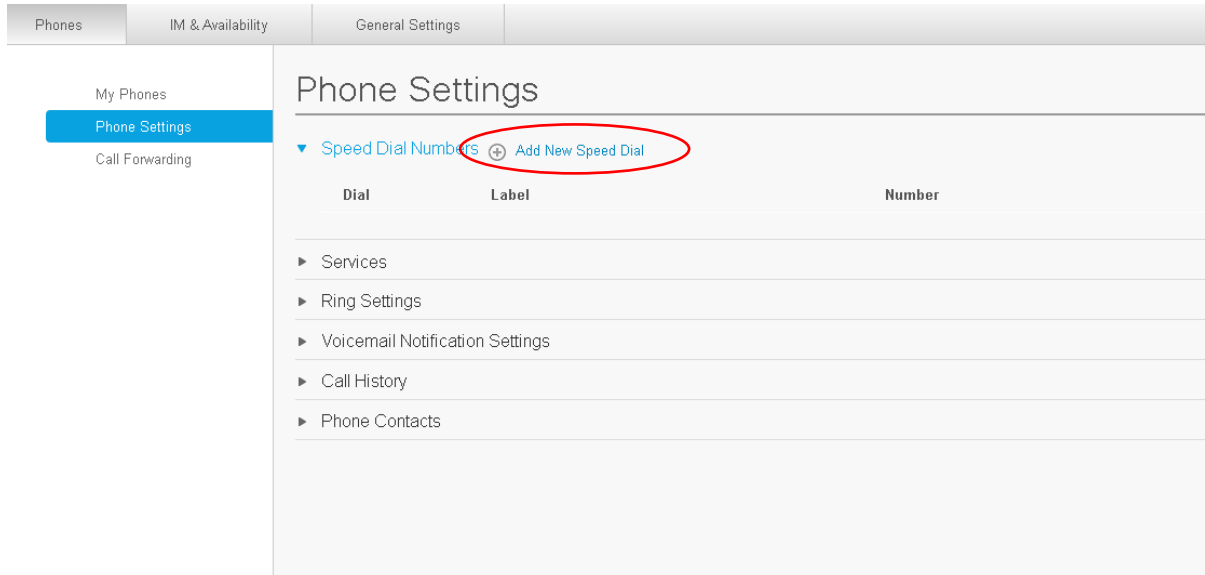 Phones IM & Availability General Settings
My Phones
Phone Settings
Call Forwarding
Phone Settings
Speed Dial Numbers Add New Speed Dial
Dial Label Number
Services
Ring Settings
Voicemail Notification Settings
Call History
Phone Contacts